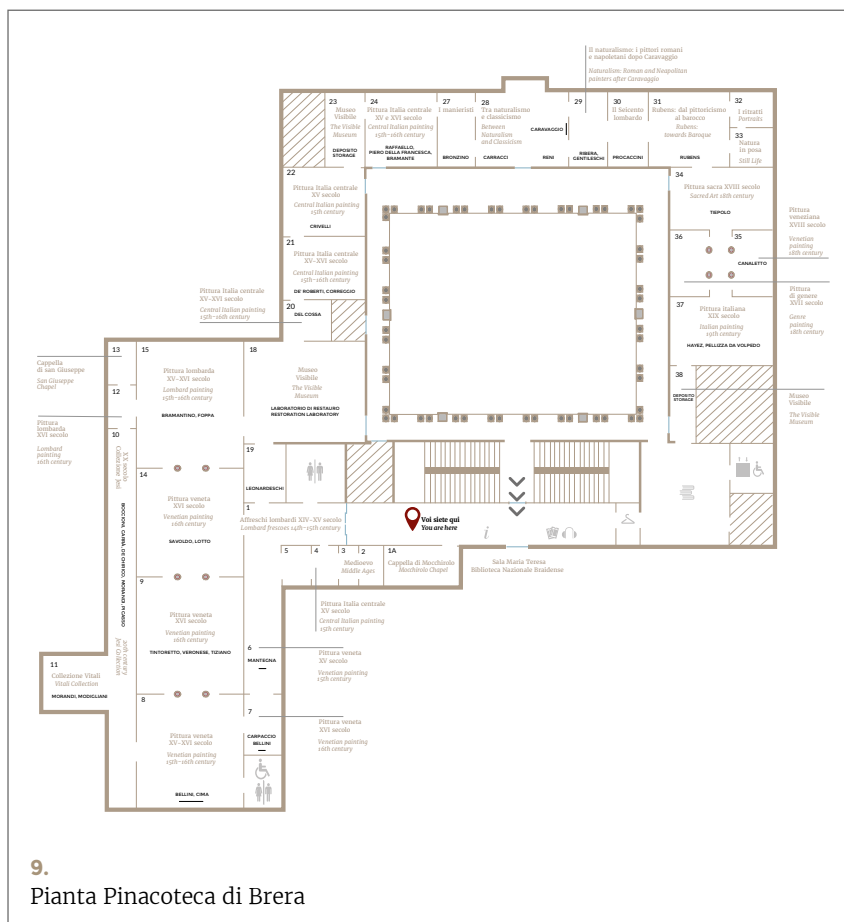 Il naturalismo: i pittori romani
e napoletani dopo Caravaggio
Naturalism: Roman and Neapolitan
painters after Caravaggio
23
Museo
Visibile
The Visible
Museum
DEPOSITO
STORAGE
24
Pittura Italia centrale
XV e XVI secolo
Central Italian painting
15th–16th century
RAFFAELLO,
PIERO DELLA FRANCESCA,
BRAMANTE
27
I manieristi
BRONZINO
28
Tra naturalismo
e classicismo
Between
Naturalism
and Classicism
CARRACCI
CARAVAGGIO
RENI
29
RIBERA,
GENTILESCHI
30
Il Seicento
lombardo
PROCACCINI
31
Rubens: dal pittoricismo
al barocco
Rubens:
towards Baroque
RUBENS
32
I ritratti
Portraits
33
Natura
in posa
Still Life
22
Pittura Italia centrale
XV secolo
Central Italian painting
15th century
CRIVELLI
34
Pittura sacra XVIII secolo
Sacred Art 18th century
TIEPOLO
21
Pittura Italia centrale
XV–XVI secolo
Central Italian painting
15th–16th century
DE' ROBERTI, CORREGGIO
36
35
CANALETTO
Pittura
veneziana
XVIII secolo
Venetian
painting
18th century
Pittura Italia centrale
XV–XVI secolo
Central Italian painting
15th–16th century
20
DEL COSSA
Pittura
di genere
XVII secolo
Genre
painting
18th century
37
Pittura italiana
XIX secolo
Italian painting
19th century
HAYEZ, PELLIZZA DA VOLPEDO
38
DEPOSITO
STORAGE
Museo
Visibile
The Visible
Museum
Cappella
di san Giuseppe
San Giuseppe
Chapel
13
12
Pittura
lombarda
XVI secolo
Lombard
painting
16th century
15
Pittura lombarda
XV–XVI secolo
Lombard painting
15th–16th century
BRAMANTINO, FOPPA
18
Museo
Visibile
The Visible
Museum
LABORATORIO DI RESTAURO
RESTORATION LABORATORY
10
XX secolo
Collezione Jesi
BOCCIONI, CARRÀ, DE CHIRICO, MORANDI, PICASSO
20th century
Jesi Collection
19
LEONARDESCHI
14
Pittura veneta
XVI secolo
Venetian painting
16th century
SAVOLDO, LOTTO
1
Affreschi lombardi XIV–XV secolo
Lombard frescoes 14th–15th century
Voi siete qui
You are here
i
5
4
3
2
Medioevo
Middle Ages
1A
Cappella di Mocchirolo
Mocchirolo Chapel
Sala Maria Teresa
Biblioteca Nazionale Braidense
9
Pittura veneta
XVI secolo
Venetian painting
16th century
TINTORETTO, VERONESE, TIZIANO
Pittura Italia centrale
XV secolo
Central Italian painting
15th century
6
MANTEGNA
Pittura veneta
XV secolo
Venetian painting
15th century
11
Collezione Vitali
Vitali Collection
MORANDI, MODIGLIANI
8
Pittura veneta
XV–XVI secolo
Venetian painting
15th–16th century
BELLINI, CIMA
7
CARPACCIO
BELLINI
Pittura veneta
XVI secolo
Venetian painting
16th century
9.
Pianta Pinacoteca di Brera